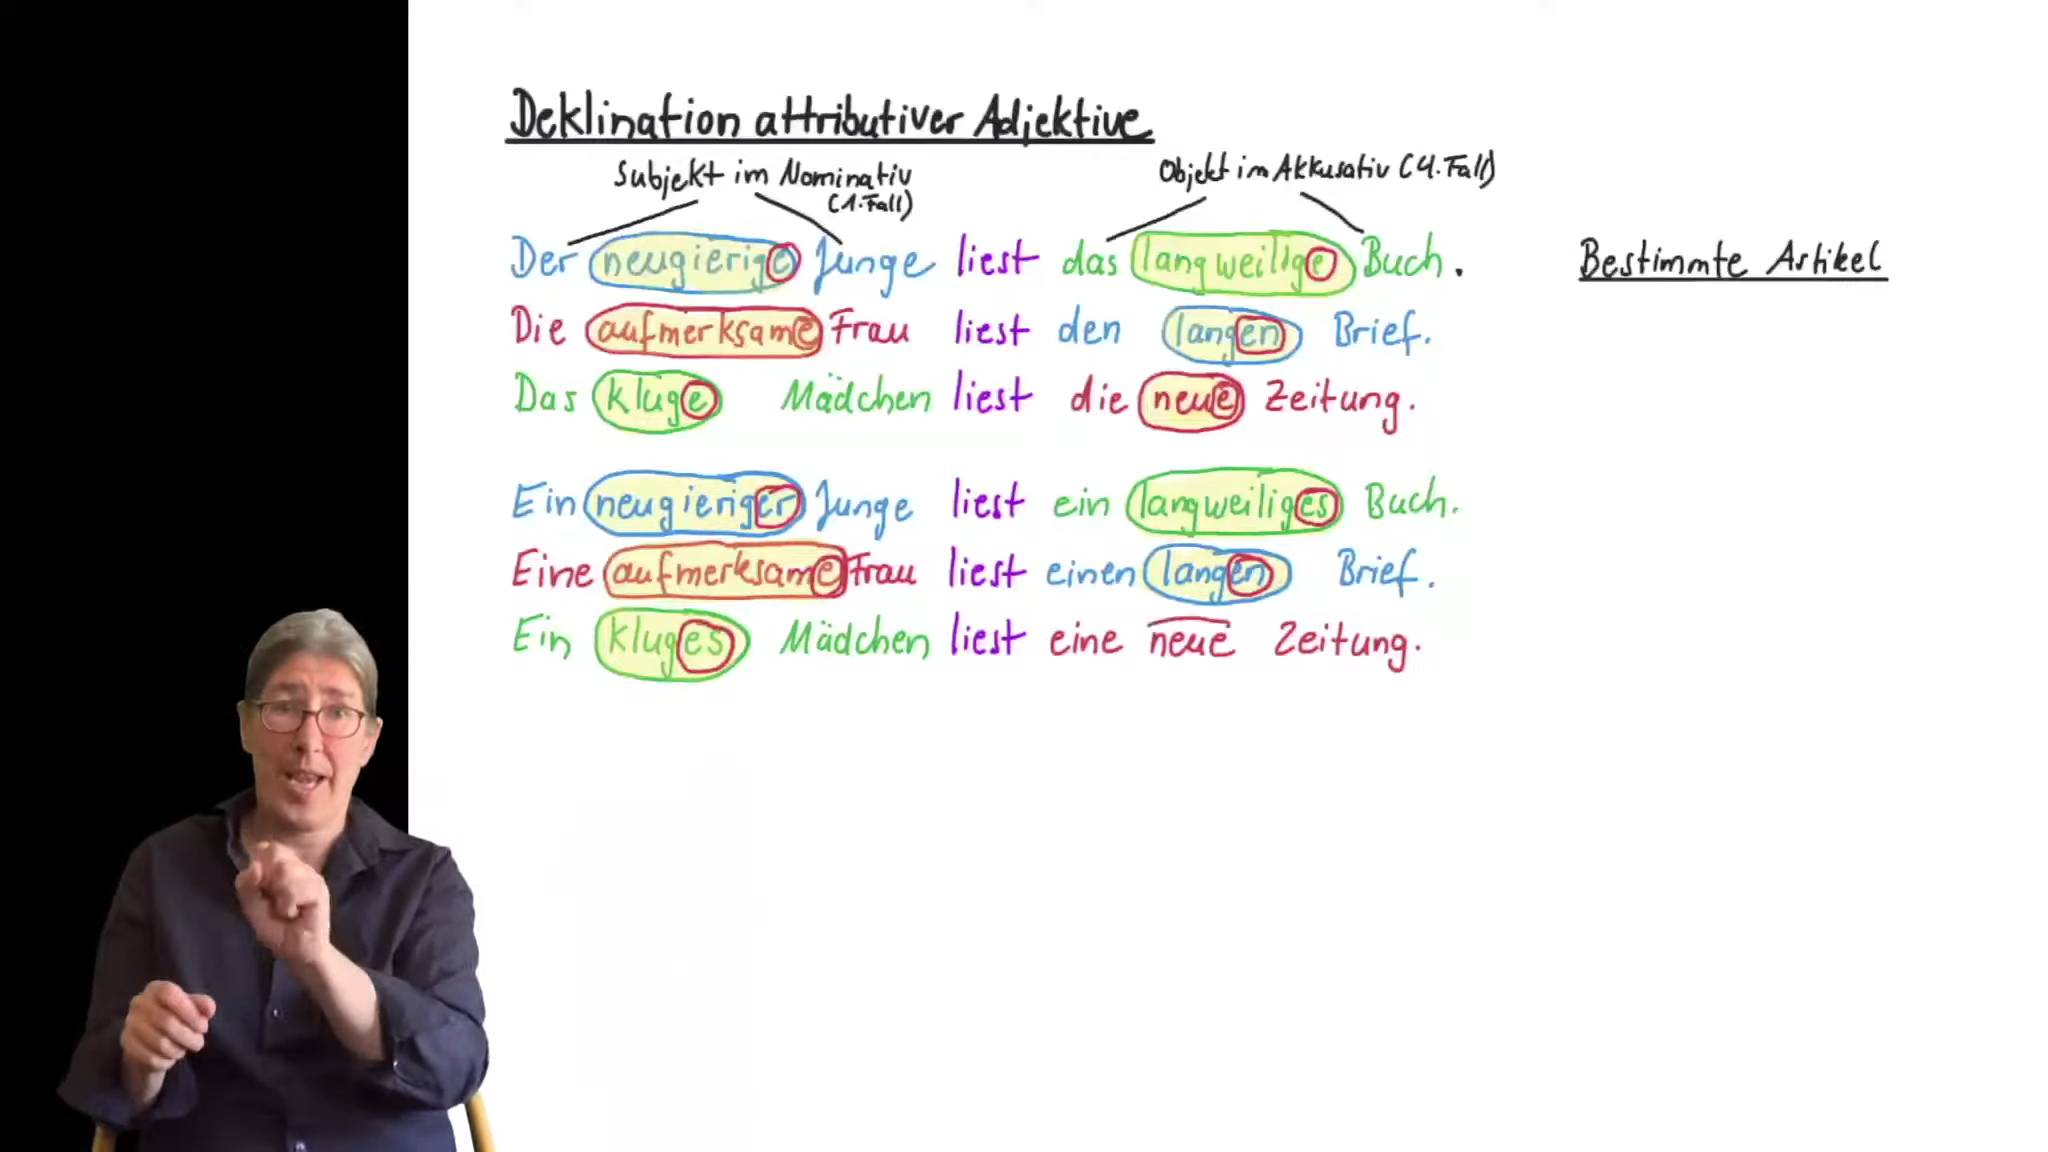 Deklination attributiver Adjektive
Subjekt im Nominativ (1. Fall)
Objekt im Akkusativ (4. Fall)
Der neugierige Junge liest das langweilige Buch.
Bestimmte Artikel
Die aufmerksame Frau liest den langen Brief.
Das kluge Mädchen liest die neue Zeitung.
Ein neugieriger Junge liest ein langweiliges Buch.
Eine aufmerksame Frau liest einen langen Brief.
Ein kluges Mädchen liest eine neue Zeitung.